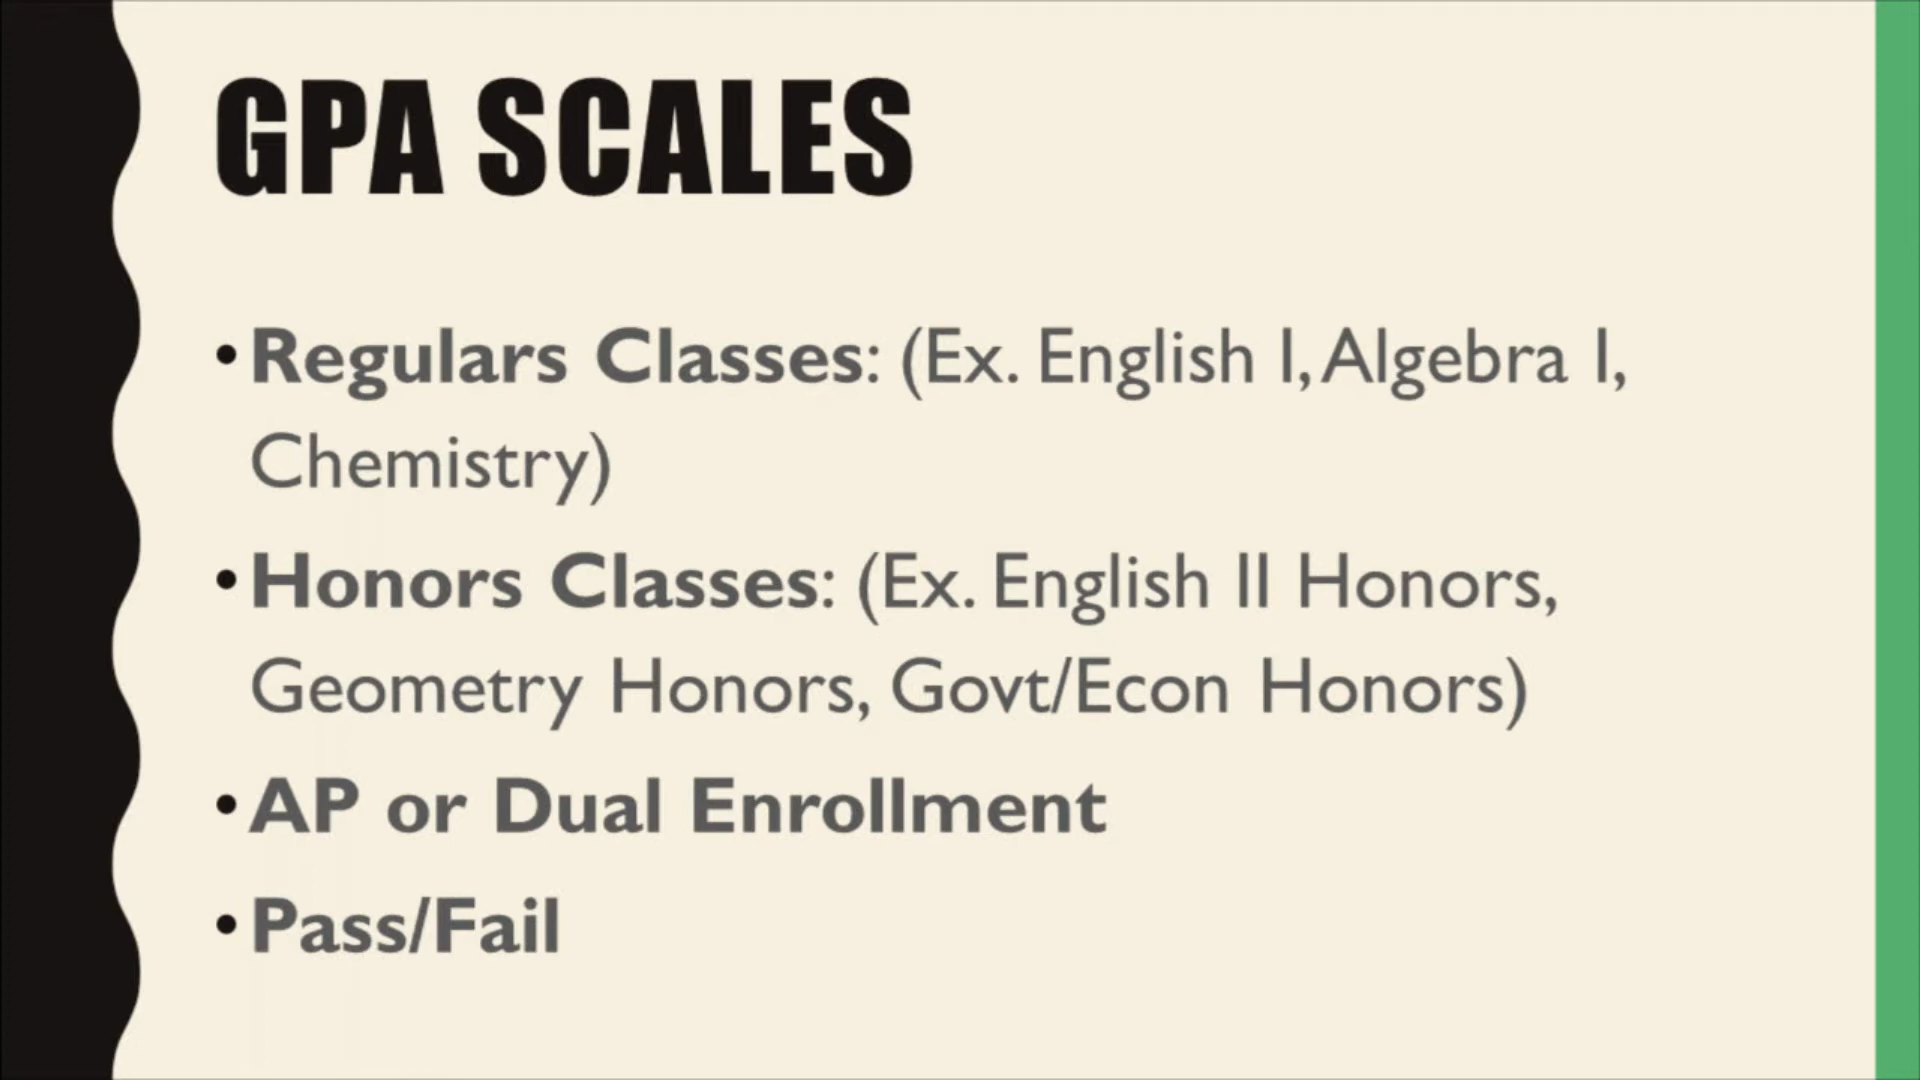 GPA SCALES
•Regulars Classes: (Ex. English I, Algebra I,
Chemistry)
•Honors Classes: (Ex. English II Honors,
Geometry Honors, Govt/Econ Honors)
•AP or Dual Enrollment
•Pass/Fail